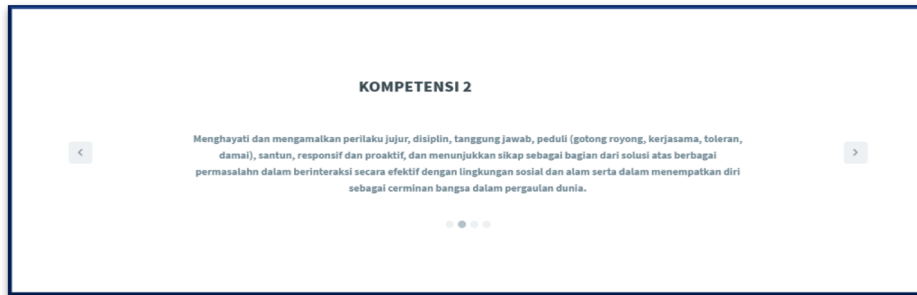 KOMPETENSI 2
Menghayati dan mengamalkan perilaku jujur, disiplin, tanggung jawab, peduli (gotong royong, kerjasama, toleran,
damai), santun, responsif dan proaktif, dan menunjukkan sikap sebagai bagian dari solusi atas berbagai
permasalahn dalam berinteraksi secara efektif dengan lingkungan sosial dan alam serta dalam menempatkan diri
sebagai cerminan bangsa dalam pergaulan dunia.